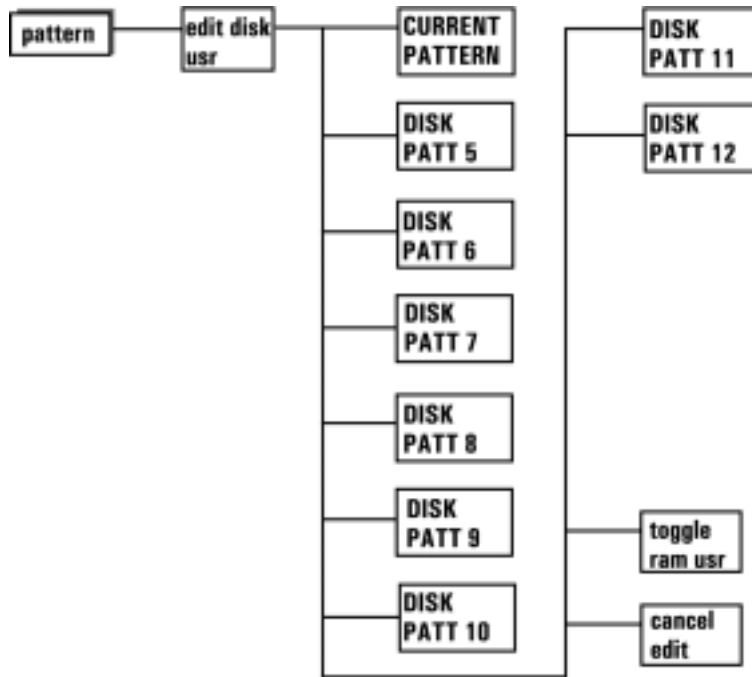 pattern
edit disk
usr
CURRENT
PATTERN
DISK
PATT 5
DISK
PATT 6
DISK
PATT 7
DISK
PATT 8
DISK
PATT 9
DISK
PATT 10
DISK
PATT 11
DISK
PATT 12
toggle
ram usr
cancel
edit